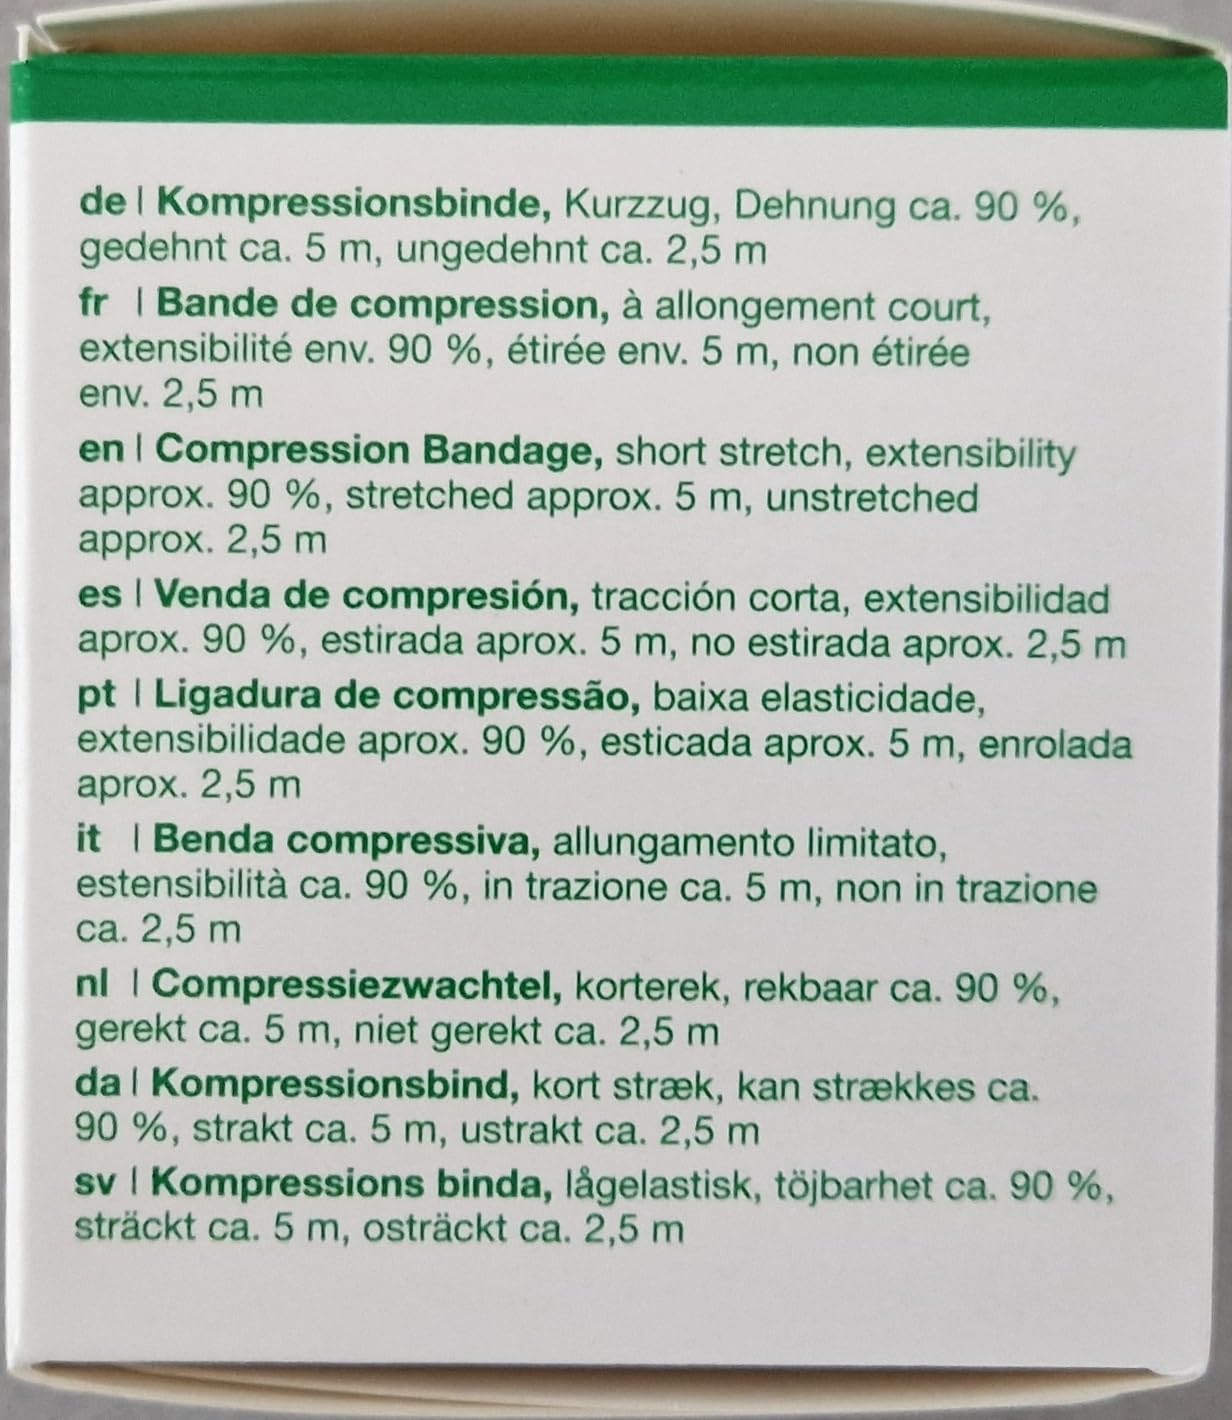 de | Kompressionsbinde, Kurzzug, Dehnung ca. 90 %,
gedehnt ca. 5 m, ungedehnt ca. 2,5 m
fr | Bande de compression, à allongement court,
extensibilité env. 90 %, étirée env. 5 m, non étirée
env. 2,5 m
en | Compression Bandage, short stretch, extensibility
approx. 90 %, stretched approx. 5 m, unstretched
approx. 2,5 m
es | Venda de compresión, tracción corta, extensibilidad
aprox. 90 %, estirada aprox. 5 m, no estirada aprox. 2,5 m
pt | Ligadura de compressão, baixa elasticidade,
extensibilidade aprox. 90 %, esticada aprox. 5 m, enrolada
aprox. 2,5 m
it | Benda compressiva, allungamento limitato,
estensibilità ca. 90 %, in trazione ca. 5 m, non in trazione
ca. 2,5 m
nl | Compressiezwachtel, korterek, rekbaar ca. 90 %,
gerekt ca. 5 m, niet gerekt ca. 2,5 m
da | Kompressionsbind, kort stræk, kan strækkes ca.
90 %, strakt ca. 5 m, ustrakt ca. 2,5 m
sv | Kompressions binda, lågelastisk, töjbarhet ca. 90 %,
sträckt ca. 5 m, osträckt ca. 2,5 m